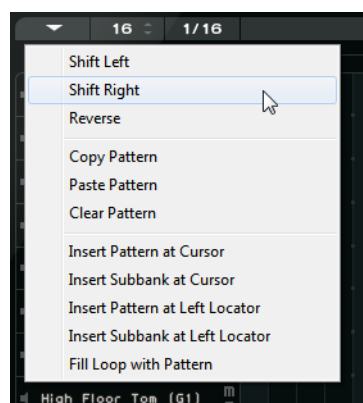 16 1/16
Shift Left
Shift Right
Reverse
Copy Pattern
Paste Pattern
Clear Pattern
Insert Pattern at Cursor
Insert Subbank at Cursor
Insert Pattern at Left Locator
Insert Subbank at Left Locator
Fill Loop with Pattern
High Floor Tom (G1) m